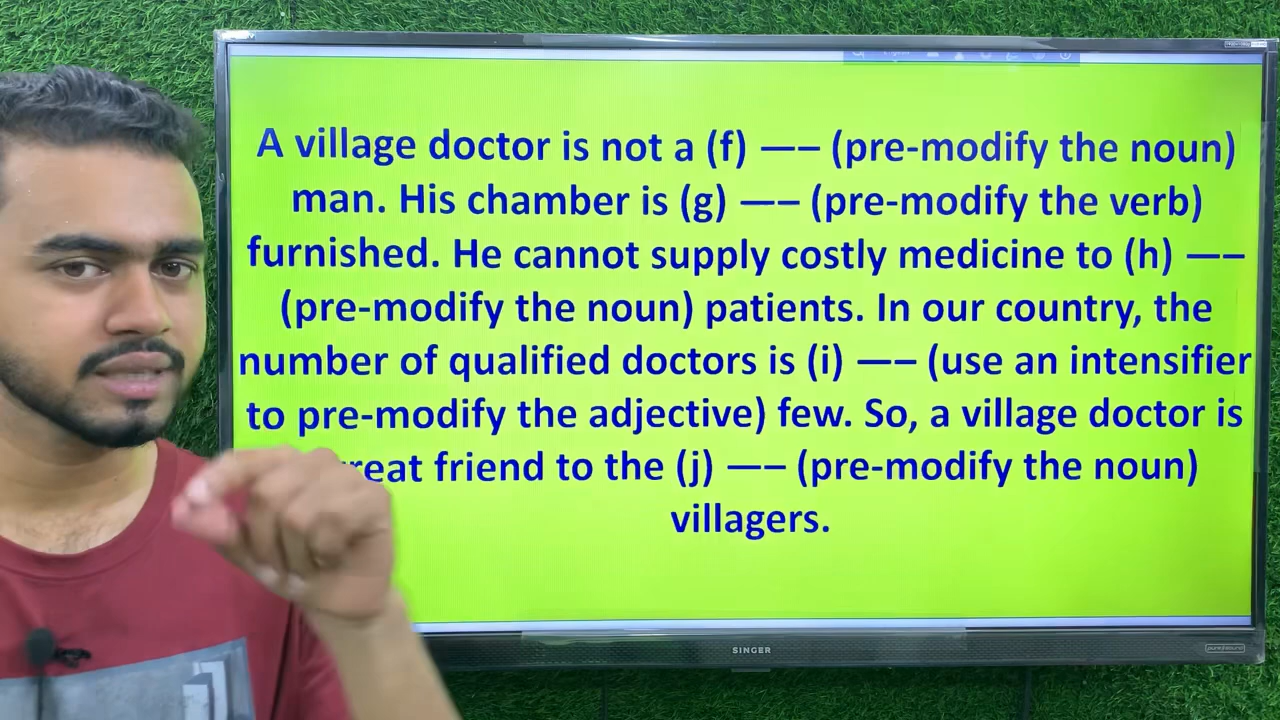 A village doctor is not a (f) —– (pre-modify the noun)
man. His chamber is (g) —– (pre-modify the verb)
furnished. He cannot supply costly medicine to (h) —–
(pre-modify the noun) patients. In our country, the
number of qualified doctors is (i) —– (use an intensifier
to pre-modify the adjective) few. So, a village doctor is
friend to the (j) —– (pre-modify the noun)
villagers.
SINGER